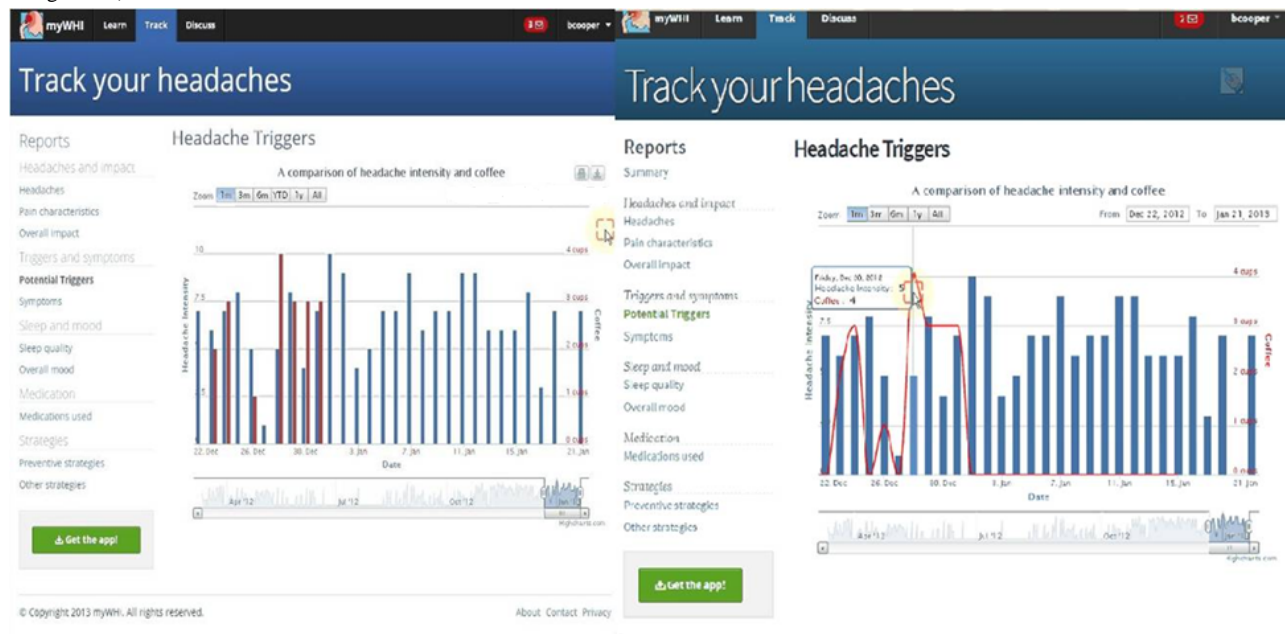 myWHI Learn Track Discuss bcooper
Track your headaches
Reports
Headaches and impact
Headaches
Pain characteristics
Overall impact
Triggers and symptoms
Potential Triggers
Symptoms
Sleep and mood
Sleep quality
Overall mood
Medication
Medications used
Strategies
Preventive strategies
Other strategies
Get the app!
Headache Triggers
A comparison of headache intensity and coffee
Zoom 1m 3m 6m YTD 1y All
10
7.5
Headache Intensity
4 cups
3 cups
2 cups
1 cups
0 cups
Coffee
22. Dec 26. Dec 30. Dec 3. Jan 7. Jan 11. Jan 15. Jan 21. Jan
Date
Apr '12 Jul '12 Oct '12 Jan '13
Highcharts.com
© Copyright 2013 myWHI. All rights reserved.
About Contact Privacy
myWHI Learn Track Discuss bcooper
Track your headaches
Reports
Summary
Headaches and impact
Headaches
Pain characteristics
Overall impact
Triggers and symptoms
Potential Triggers
Symptoms
Sleep and mood
Sleep quality
Overall mood
Medication
Medications used
Strategies
Preventive strategies
Other strategies
Get the app!
Headache Triggers
A comparison of headache intensity and coffee
Zoom 1m 3m 6m 1y All
From Dec 22, 2012 To Jan 21, 2013
Headache Intensity:
Coffee : 4
7.5
Headache Intensity
4 cups
3 cups
2 cups
1 cups
0 cups
Coffee
22. Dec 26. Dec 30. Dec 3. Jan 7. Jan 11. Jan 15. Jan 21. Jan
Date
Apr '12 Jul '12 Oct '12 Jan '13
Highcharts.com